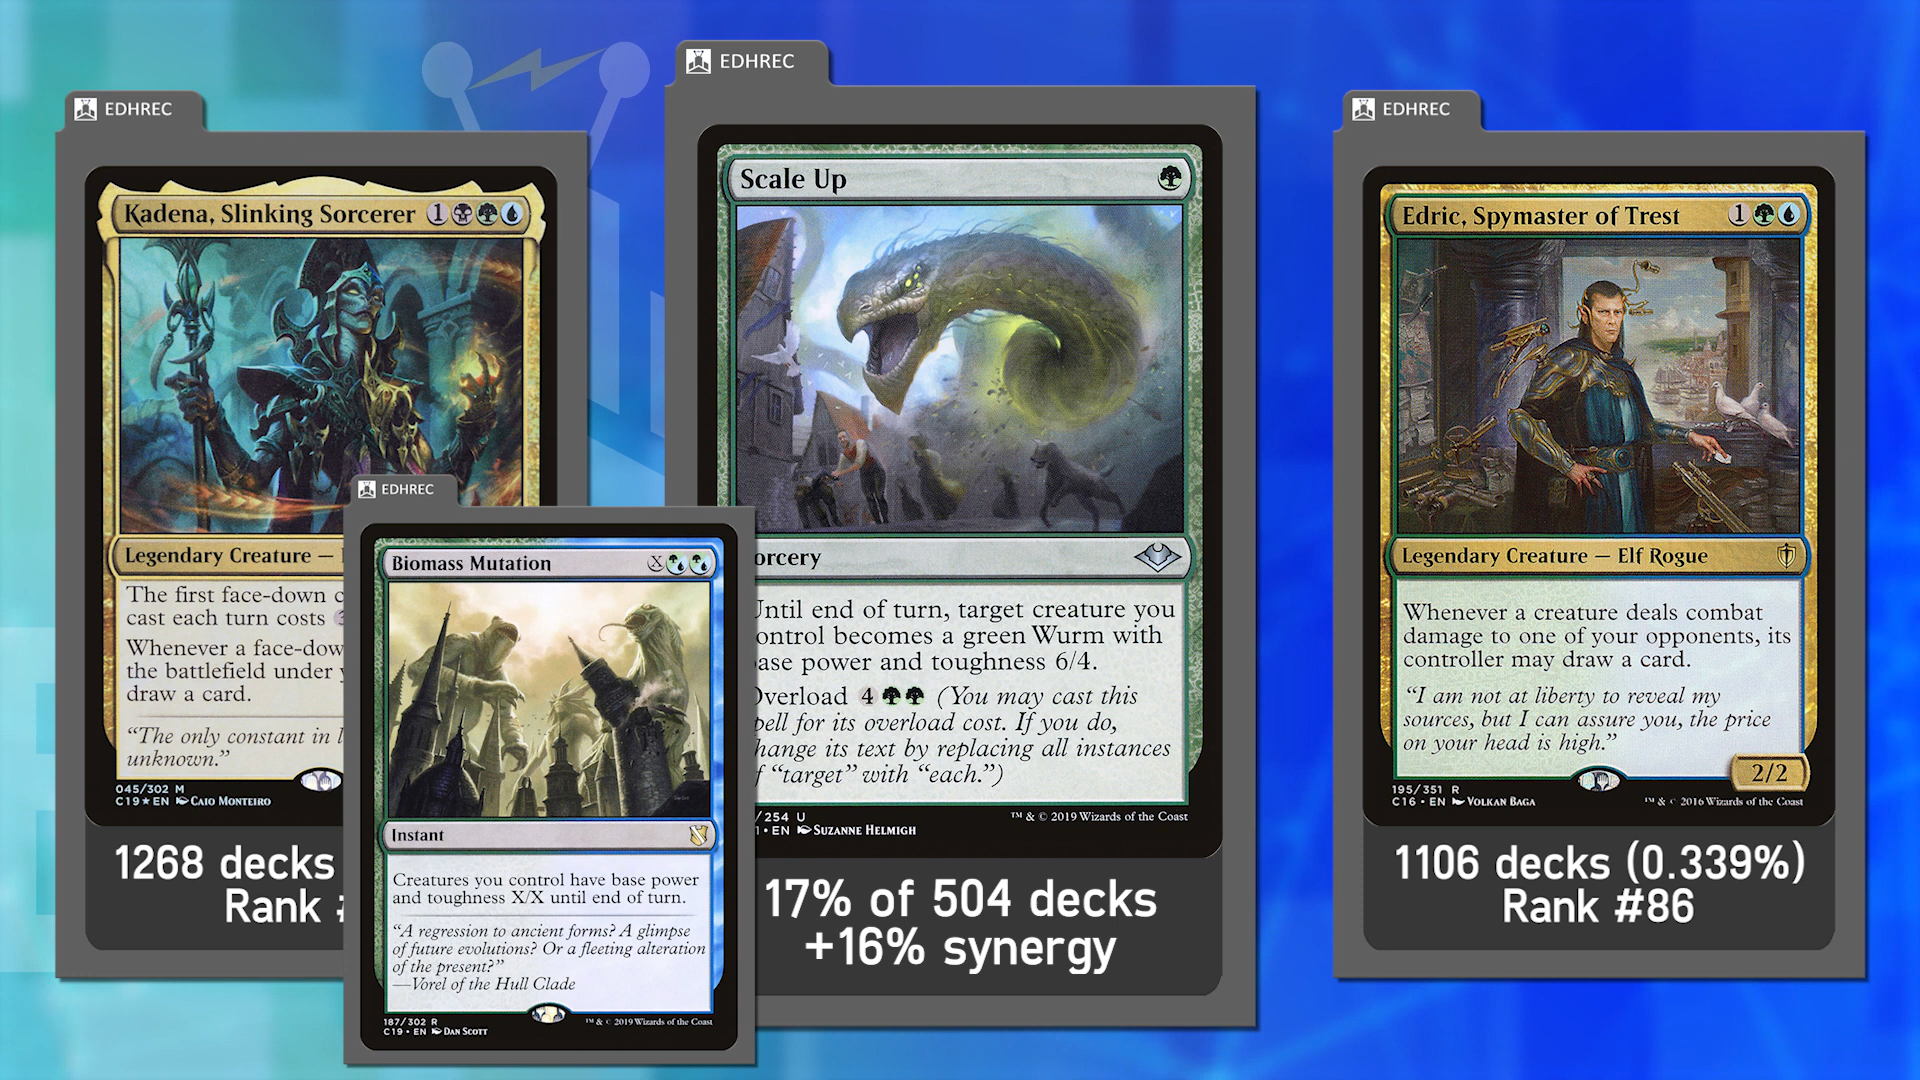 EDHREC
Kadena, Slinking Sorcerer 1
Legendary Creature —
The first face-down
cast each turn costs
Whenever a face-dow
the battlefield under
draw a card.
"The only constant in
unknown."
045/302 M
C19 ★ EN CAIO MONTEIRO
1268 decks
Rank
EDHREC
Biomass Mutation X
Instant
Creatures you control have base power
and toughness X/X until end of turn.
"A regression to ancient forms? A glimpse
of future evolutions? Or a fleeting alteration
of the present?"
—Vorel of the Hull Clade
187/302 R
C19 • EN DAN SCOTT
™ & © 2019 Wizards of the Coast
EDHREC
Scale Up
orcery
Until end of turn, target creature you
ontrol becomes a green Wurm with
ase power and toughness 6/4.
Overload 4 (You may cast this
pell for its overload cost. If you do,
hange its text by replacing all instances
f "target" with "each.")
/254 U
• EN SUZANNE HELMIGH
™ & © 2019 Wizards of the Coast
17% of 504 decks
+16% synergy
EDHREC
Edric, Spymaster of Trest 1
Legendary Creature — Elf Rogue
Whenever a creature deals combat
damage to one of your opponents, its
controller may draw a card.
"I am not at liberty to reveal my
sources, but I can assure you, the price
on your head is high."
2/2
195/351 R
C16 • EN VOLKAN BAGA
™ & © 2016 Wizards of the Coast
1106 decks (0.339%)
Rank #86